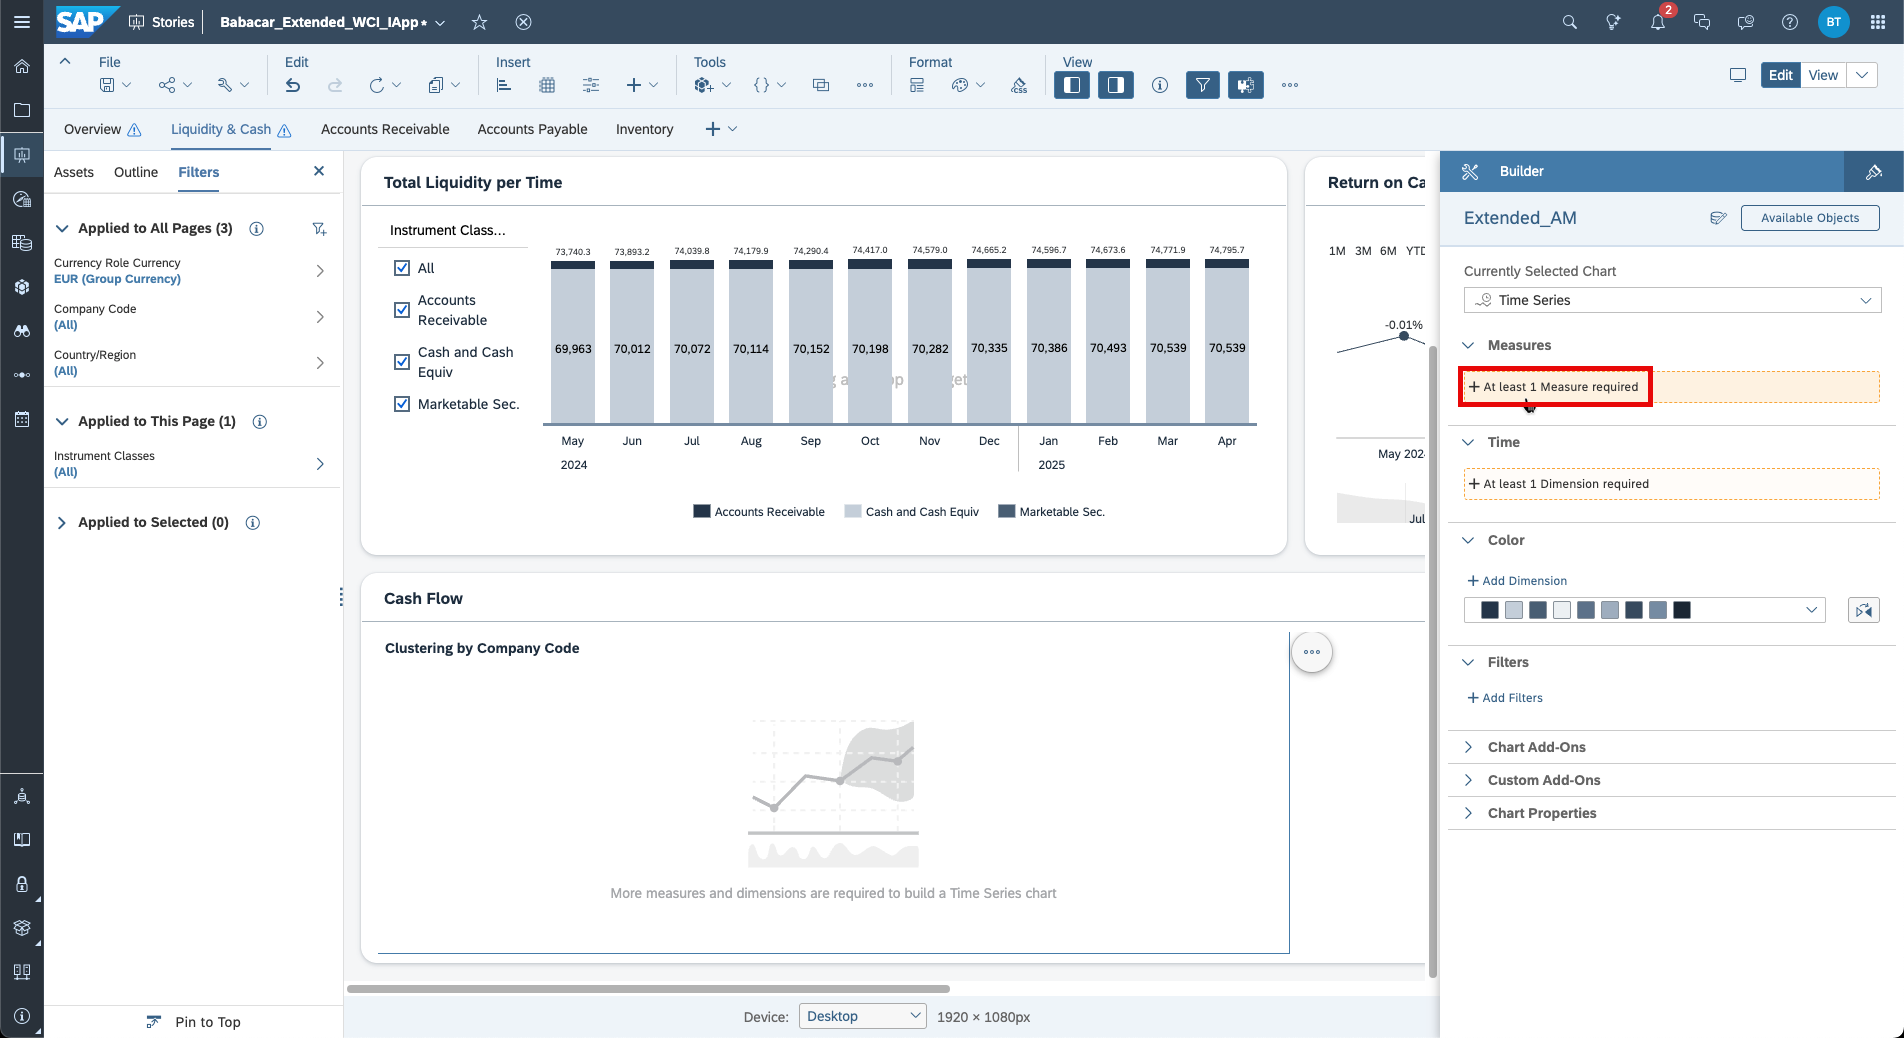 SAP
Stories
Babacar_Extended_WCI_IApp*
2
BT
File
Edit
Insert
Tools
Format
View
CSS
Edit
View
Overview
Liquidity & Cash
Accounts Receivable
Accounts Payable
Inventory
Assets
Outline
Filters
Applied to All Pages (3)
Currency Role Currency
EUR (Group Currency)
Company Code
(All)
Country/Region
(All)
Applied to This Page (1)
Instrument Classes
(All)
Applied to Selected (0)
Pin to Top
Total Liquidity per Time
Instrument Class...
All
Accounts
Receivable
Cash and Cash
Equiv
Marketable Sec.
73,740.3 73,893.2 74,039.8 74,179.9 74,290.4 74,417.0 74,579.0 74,665.2 74,596.7 74,673.6 74,771.9 74,795.7
69,963 70,012 70,072 70,114 70,152 70,198 70,282 70,335 70,386 70,493 70,539 70,539
May Jun Jul Aug Sep Oct Nov Dec Jan Feb Mar Apr
2024 2025
Accounts Receivable Cash and Cash Equiv Marketable Sec.
Return on Ca
1M 3M 6M YTD
-0.01%
May 202
Jul
Cash Flow
Clustering by Company Code
More measures and dimensions are required to build a Time Series chart
Device:
Desktop
1920 × 1080px
Builder
Extended_AM
Available Objects
Currently Selected Chart
Time Series
Measures
+ At least 1 Measure required
Time
+ At least 1 Dimension required
Color
+ Add Dimension
Filters
+ Add Filters
Chart Add-Ons
Custom Add-Ons
Chart Properties